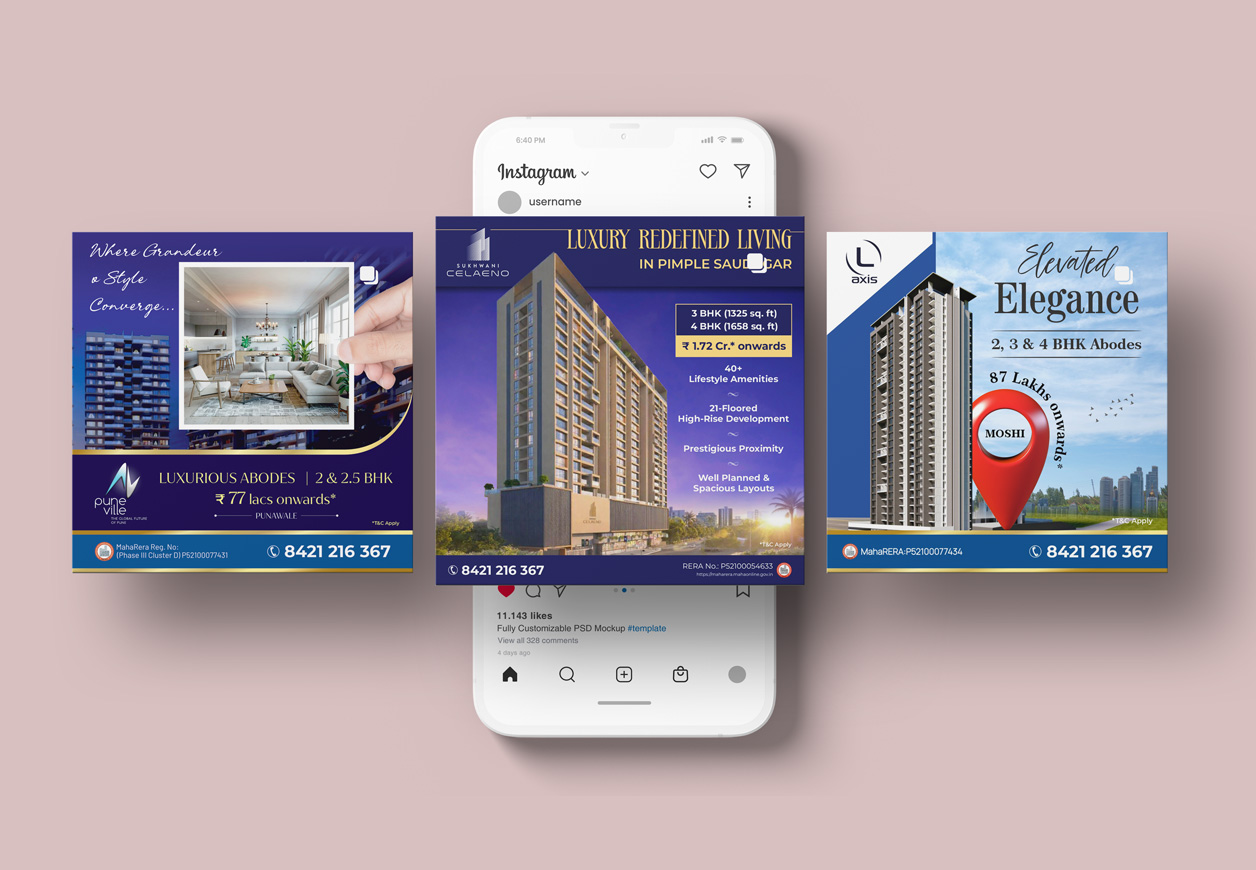 6:40 PM
Instagram
username
Where Grandeur
& Style
Converge...
pune
ville
THE GLOBAL FUTURE
OF PUNE
LUXURIOUS ABODES | 2 & 2.5 BHK
₹ 77 lacs onwards*
PUNAWALE
*T&C Apply
MahaRera Reg. No:
(Phase III Cluster D) P52100077431
8421 216 367
SUKHWANI
CELAENO
LUXURY REDEFINED LIVING
IN PIMPLE SAUDAGAR
3 BHK (1325 sq. ft)
4 BHK (1658 sq. ft)
₹ 1.72 Cr.* onwards
40+
Lifestyle Amenities
21-Floored
High-Rise Development
Prestigious Proximity
Well Planned &
Spacious Layouts
CELAENO
*T&C Apply
8421 216 367
RERA No.: P52100054633
https://maharera.mahaonline.gov.in
L
axis
Elevated
Elegance
2, 3 & 4 BHK Abodes
87 Lakhs onwards*
MOSHI
*T&C Apply
MahaRERA:P52100077434
8421 216 367
11.143 likes
Fully Customizable PSD Mockup #template
View all 328 comments
4 days ago